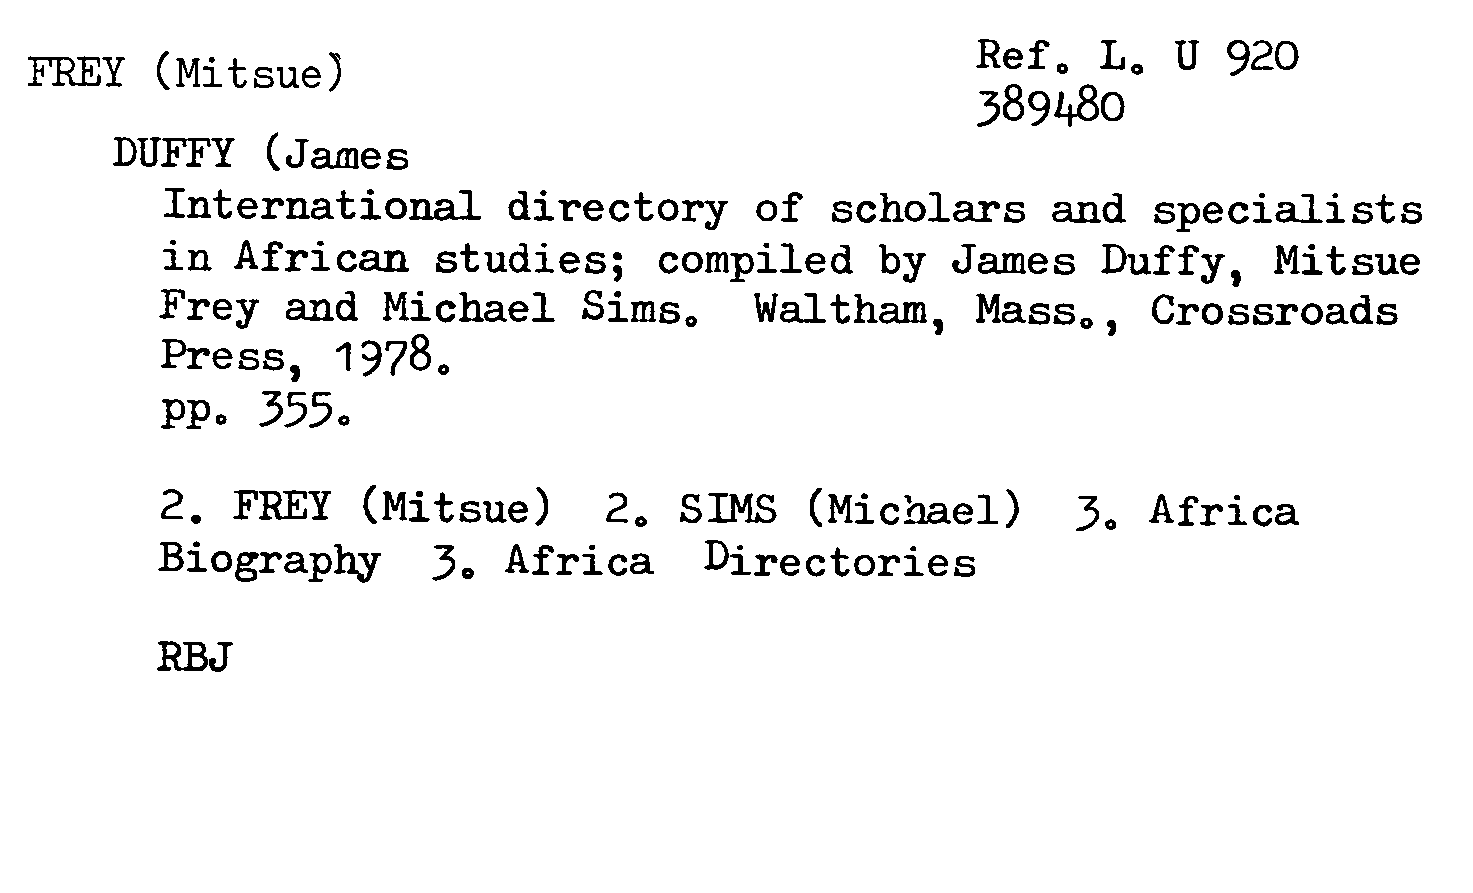 FREY (Mitsue)
Ref. L. U 920
389480
DUFFY (James
International directory of scholars and specialists
in African studies; compiled by James Duffy, Mitsue
Frey and Michael Sims. Waltham, Mass., Crossroads
Press, 1978.
pp. 355.
2. FREY (Mitsue) 2. SIMS (Michael) 3. Africa
Biography 3. Africa Directories
RBJ